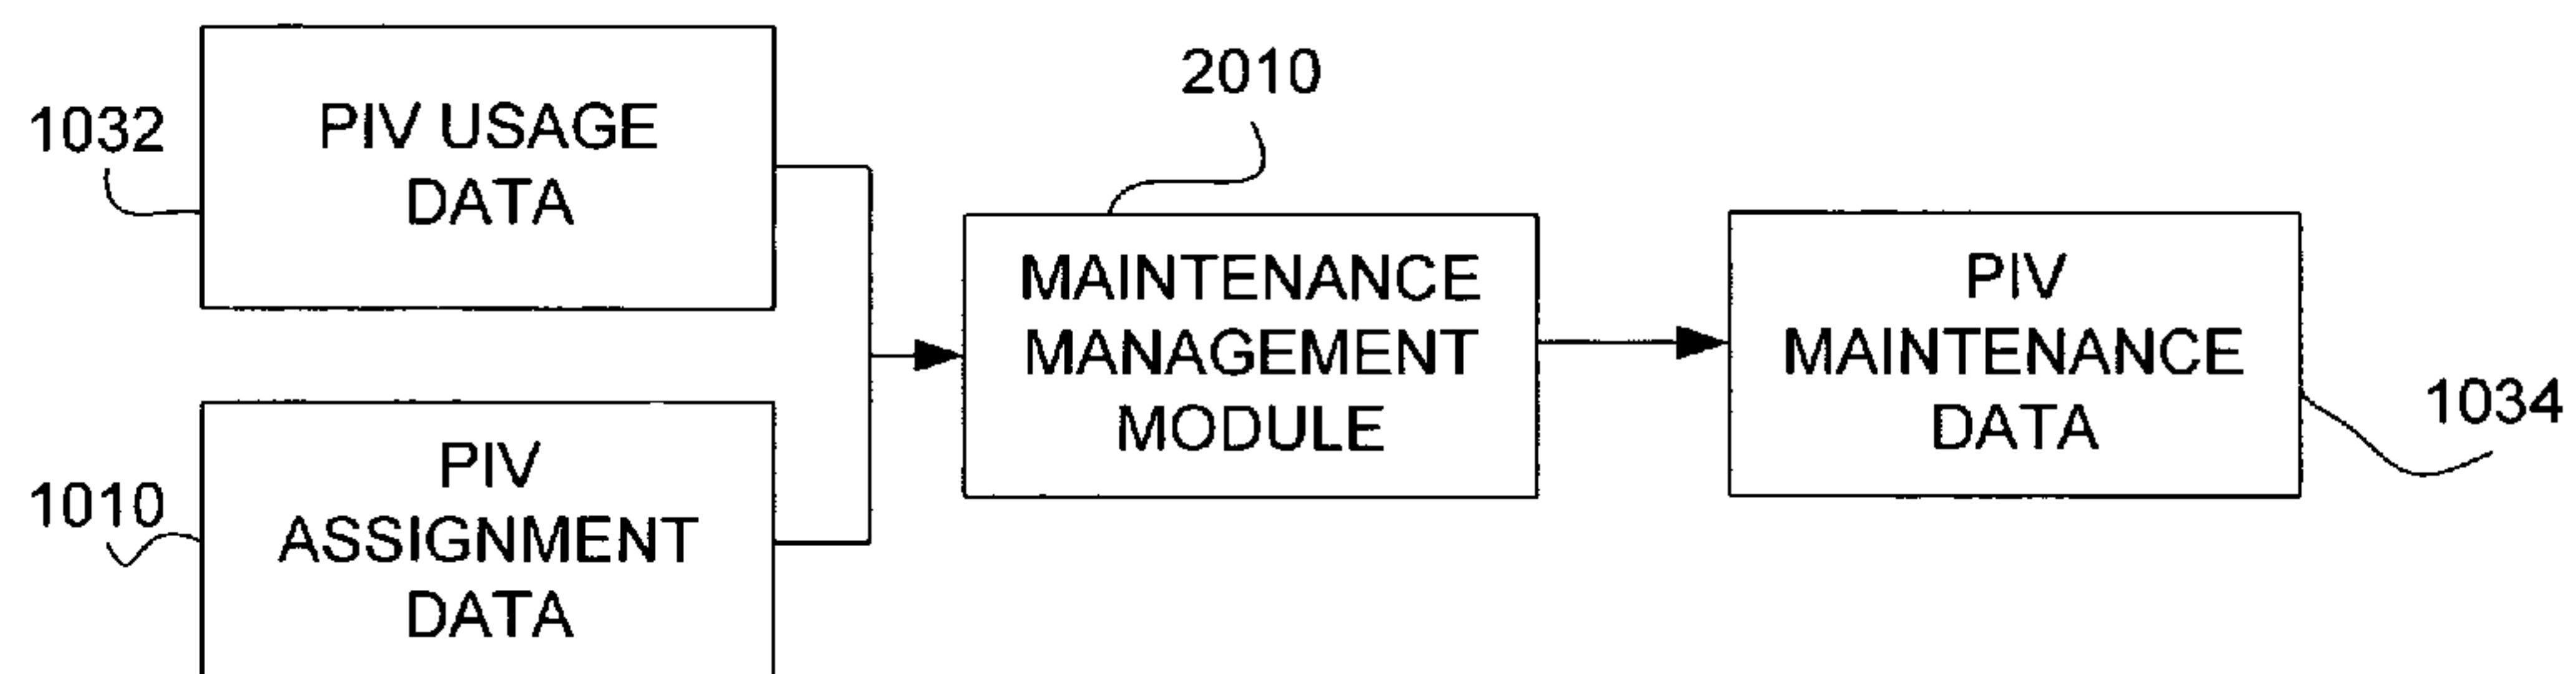 1032
PIV USAGE
DATA
1010
PIV
ASSIGNMENT
DATA
2010
MAINTENANCE
MANAGEMENT
MODULE
PIV
MAINTENANCE
DATA
1034